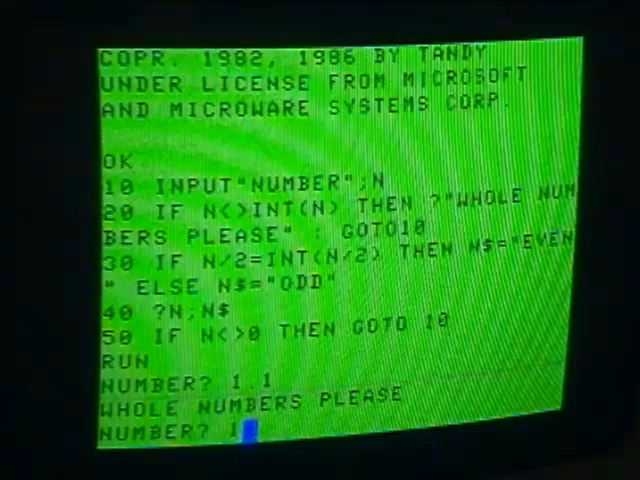 COPR. 1982, 1986 BY TANDY
UNDER LICENSE FROM MICROSOFT
AND MICROWARE SYSTEMS CORP.
OK
10 INPUT"NUMBER";N
20 IF N<>INT(N) THEN ?"WHOLE NUM
BERS PLEASE" : GOTO10
30 IF N/2=INT(N/2) THEN N$="EVEN
" ELSE N$="ODD"
40 ?N;N$
50 IF N<>0 THEN GOTO 10
RUN
NUMBER? 1.1
WHOLE NUMBERS PLEASE
NUMBER? 1